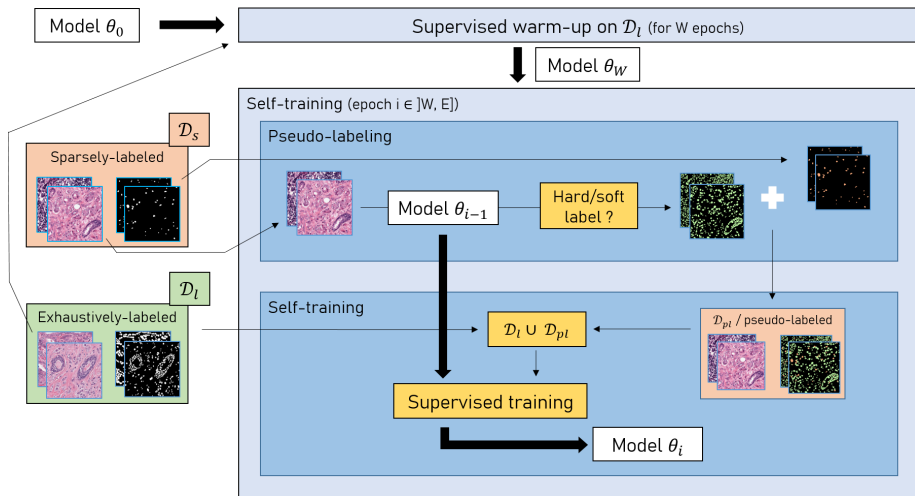 Model θ₀
Supervised warm-up on 𝒟ₗ (for W epochs)
Model θ_W
Self-training (epoch i ∈ ]W, E])
Pseudo-labeling
𝒟ₛ
Sparsely-labeled
Model θᵢ₋₁
Hard/soft
label ?
𝒟ₗ
Exhaustively-labeled
Self-training
𝒟ₗ ∪ 𝒟ₚₗ
𝒟ₚₗ / pseudo-labeled
Supervised training
Model θᵢ